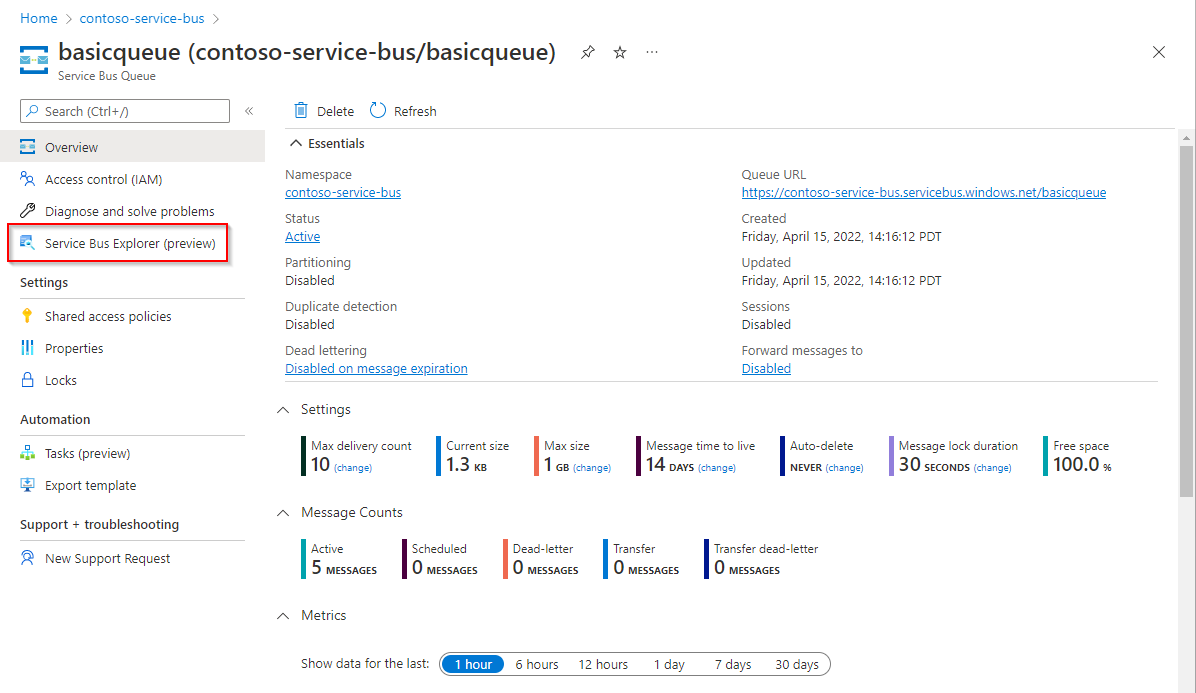 Home > contoso-service-bus >
basicqueue (contoso-service-bus/basicqueue)
Service Bus Queue
Search (Ctrl+/)
Overview
Access control (IAM)
Diagnose and solve problems
Service Bus Explorer (preview)
Settings
Shared access policies
Properties
Locks
Automation
Tasks (preview)
Export template
Support + troubleshooting
New Support Request
Delete Refresh
Essentials
Namespace
contoso-service-bus
Status
Active
Partitioning
Disabled
Duplicate detection
Disabled
Dead lettering
Disabled on message expiration
Queue URL
https://contoso-service-bus.servicebus.windows.net/basicqueue
Created
Friday, April 15, 2022, 14:16:12 PDT
Updated
Friday, April 15, 2022, 14:16:12 PDT
Sessions
Disabled
Forward messages to
Disabled
Settings
Max delivery count
10 (change)
Current size
1.3 KB
Max size
1 GB (change)
Message time to live
14 DAYS (change)
Auto-delete
NEVER (change)
Message lock duration
30 SECONDS (change)
Free space
100.0 %
Message Counts
Active
5 MESSAGES
Scheduled
0 MESSAGES
Dead-letter
0 MESSAGES
Transfer
0 MESSAGES
Transfer dead-letter
0 MESSAGES
Metrics
Show data for the last: 1 hour 6 hours 12 hours 1 day 7 days 30 days